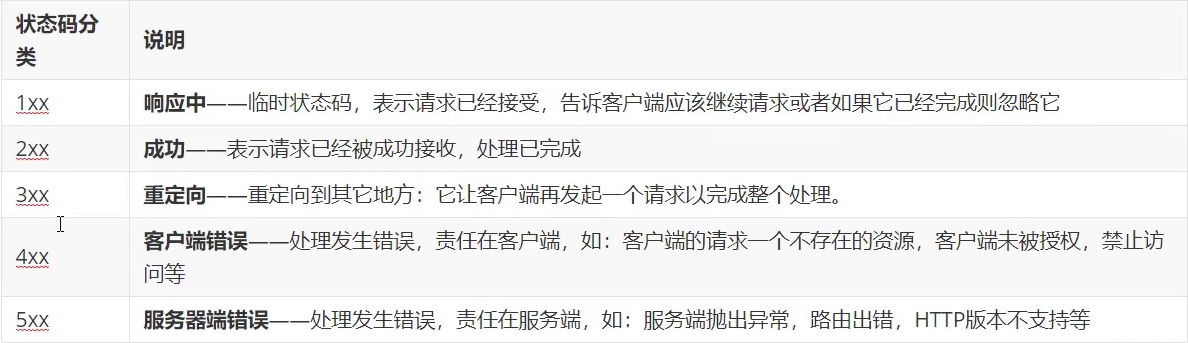 状态码分
类
说明
1xx
响应中——临时状态码，表示请求已经接受，告诉客户端应该继续请求或者如果它已经完成则忽略它
2xx
成功——表示请求已经被成功接收，处理已完成
3xx
重定向——重定向到其它地方：它让客户端再发起一个请求以完成整个处理。
4xx
客户端错误——处理发生错误，责任在客户端，如：客户端的请求一个不存在的资源，客户端未被授权，禁止访
问等
5xx
服务器端错误——处理发生错误，责任在服务端，如：服务端抛出异常，路由出错，HTTP版本不支持等